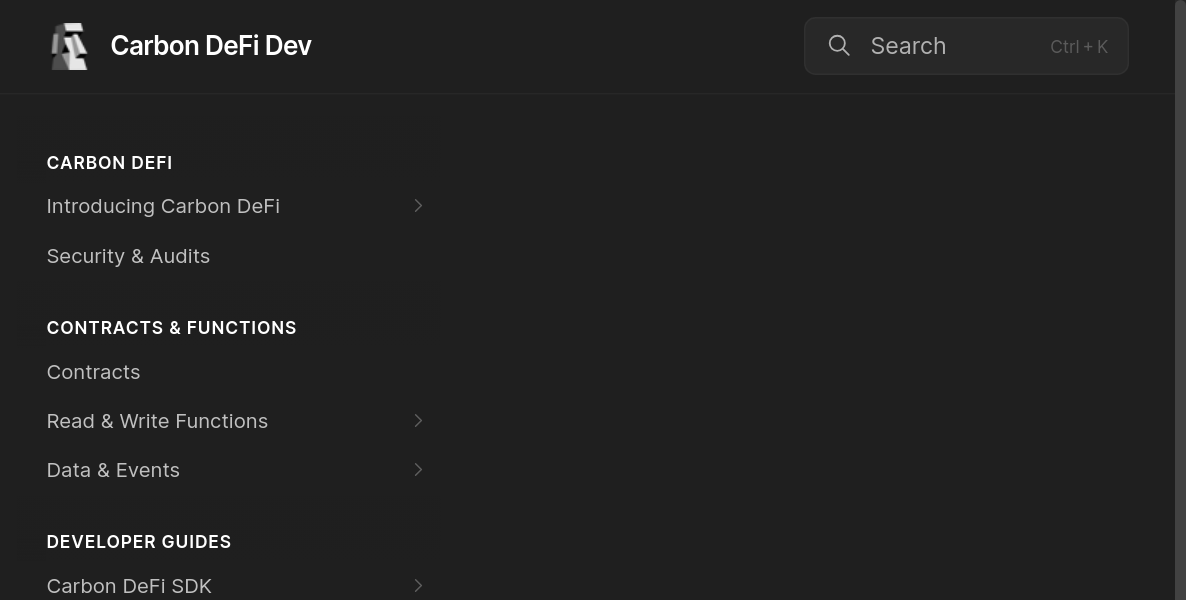 Carbon DeFi Dev
Search Ctrl + K
CARBON DEFI
Introducing Carbon DeFi
Security & Audits
CONTRACTS & FUNCTIONS
Contracts
Read & Write Functions
Data & Events
DEVELOPER GUIDES
Carbon DeFi SDK